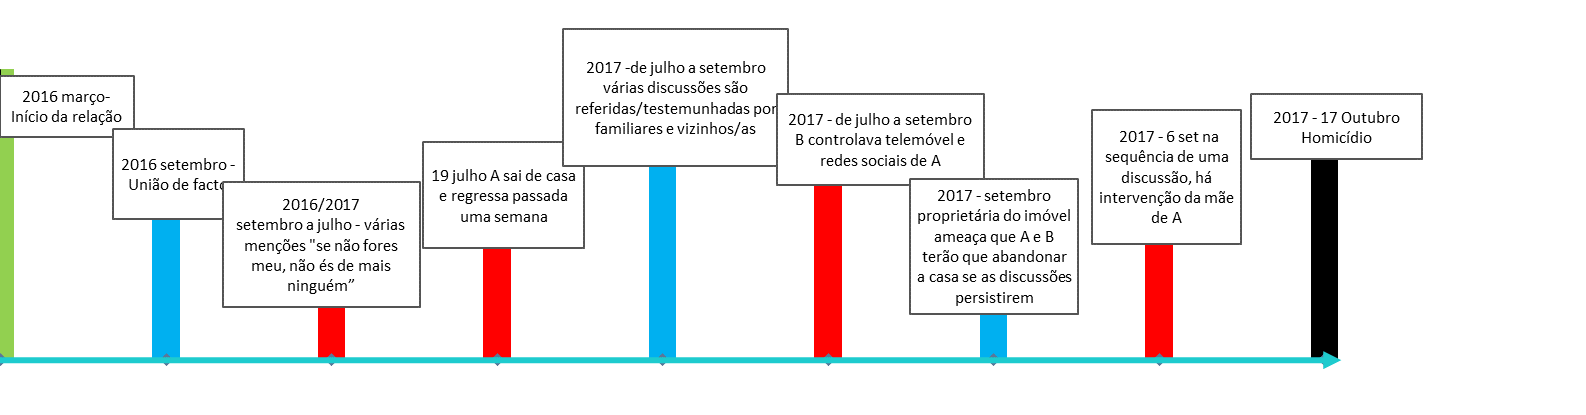 2016 março-
Início da relação
2016 setembro -
União de facto
2016/2017
setembro a julho - várias
menções "se não fores
meu, não és de mais
ninguém”
19 julho A sai de casa
e regressa passada
uma semana
2017 -de julho a setembro
várias discussões são
referidas/testemunhadas por
familiares e vizinhos/as
2017 - de julho a setembro
B controlava telemóvel e
redes sociais de A
2017 - setembro
proprietária do imóvel
ameaça que A e B
terão que abandonar
a casa se as discussões
persistirem
2017 - 6 set na
sequência de uma
discussão, há
intervenção da mãe
de A
2017 - 17 Outubro
Homicídio